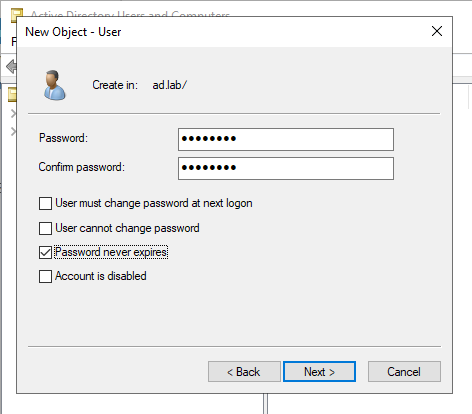 Active Directory Users and Computers
New Object - User
Create in: ad.lab/
Password: ●●●●●●●●
Confirm password: ●●●●●●●●
User must change password at next logon
User cannot change password
Password never expires
Account is disabled
< Back Next > Cancel